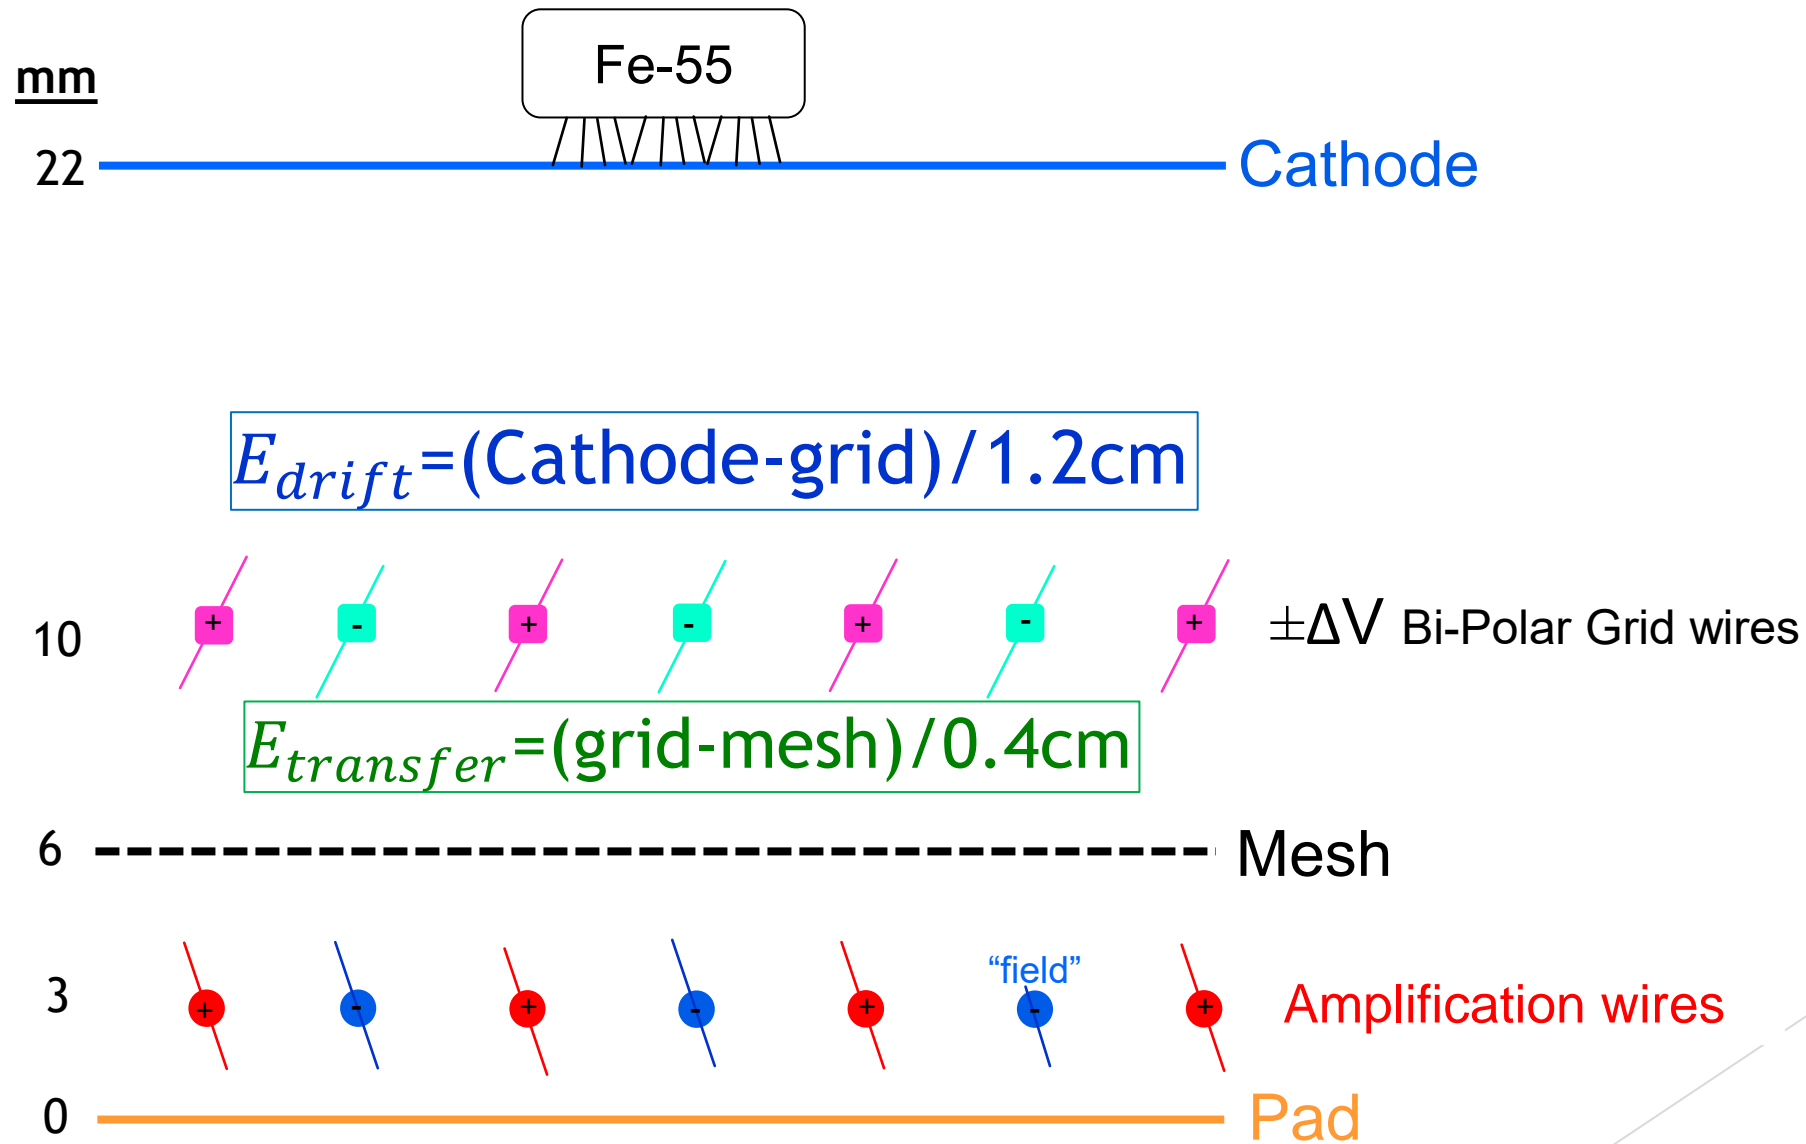 Fe-55
mm
22
Cathode
E_drift=(Cathode-grid)/1.2cm
10
+ - + - + - +
±ΔV Bi-Polar Grid wires
E_transfer=(grid-mesh)/0.4cm
6
Mesh
“field”
3
+ - + - + - +
Amplification wires
0
Pad